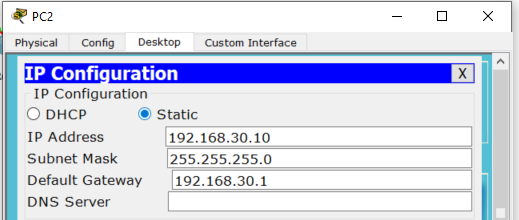 PC2
Physical Config Desktop Custom Interface
IP Configuration X
IP Configuration
DHCP Static
IP Address 192.168.30.10
Subnet Mask 255.255.255.0
Default Gateway 192.168.30.1
DNS Server